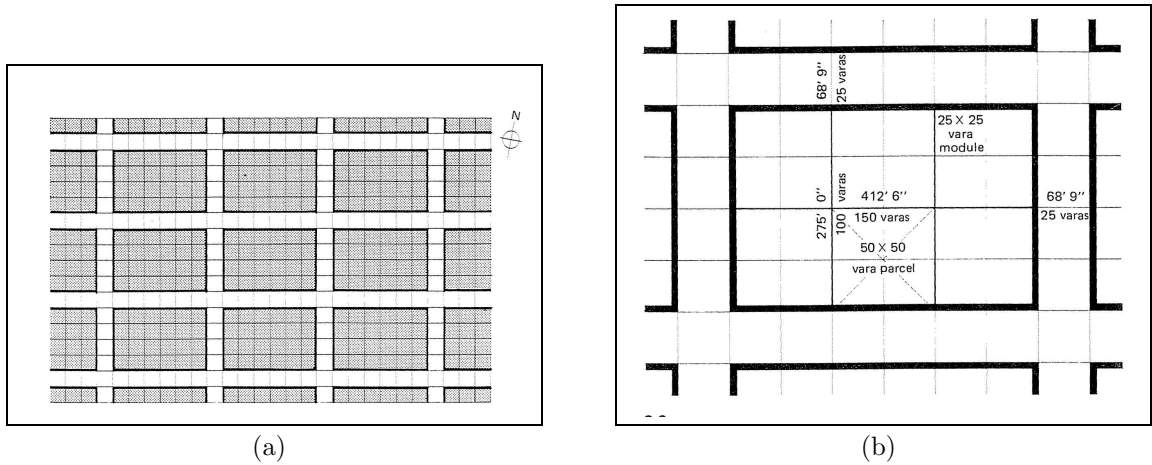 N
68' 9''
25 varas
25 X 25
vara
module
275' 0''
100 varas
412' 6''
150 varas
68' 9''
25 varas
50 X 50
vara parcel
(a)
(b)